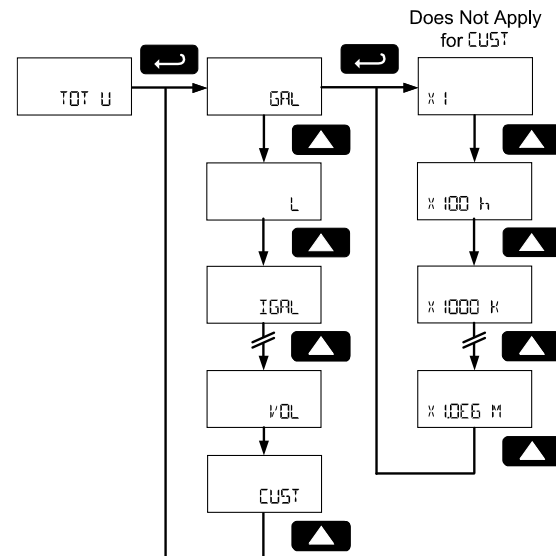 Does Not Apply
for CUST
TOT U
GAL
X 1
L
X 100 h
IGAL
X 1000 K
VOL
X 1.0E6 M
CUST